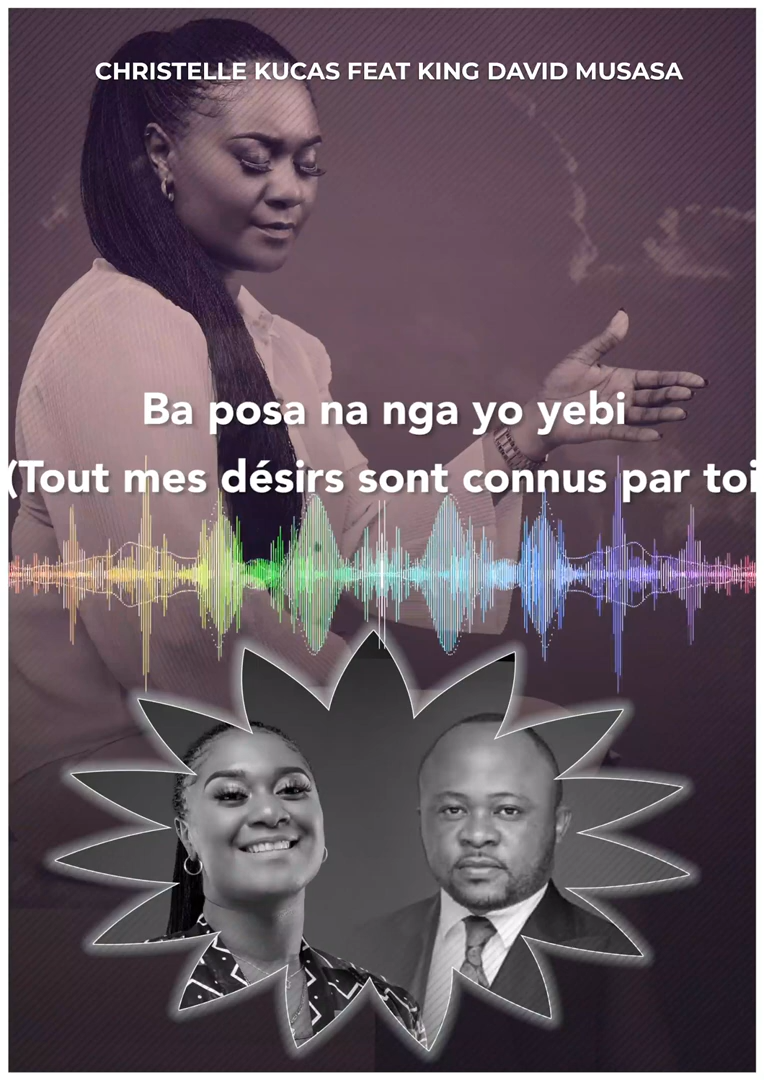 CHRISTELLE KUCAS FEAT KING DAVID MUSASA
Ba posa na nga yo yebi
(Tout mes désirs sont connus par toi